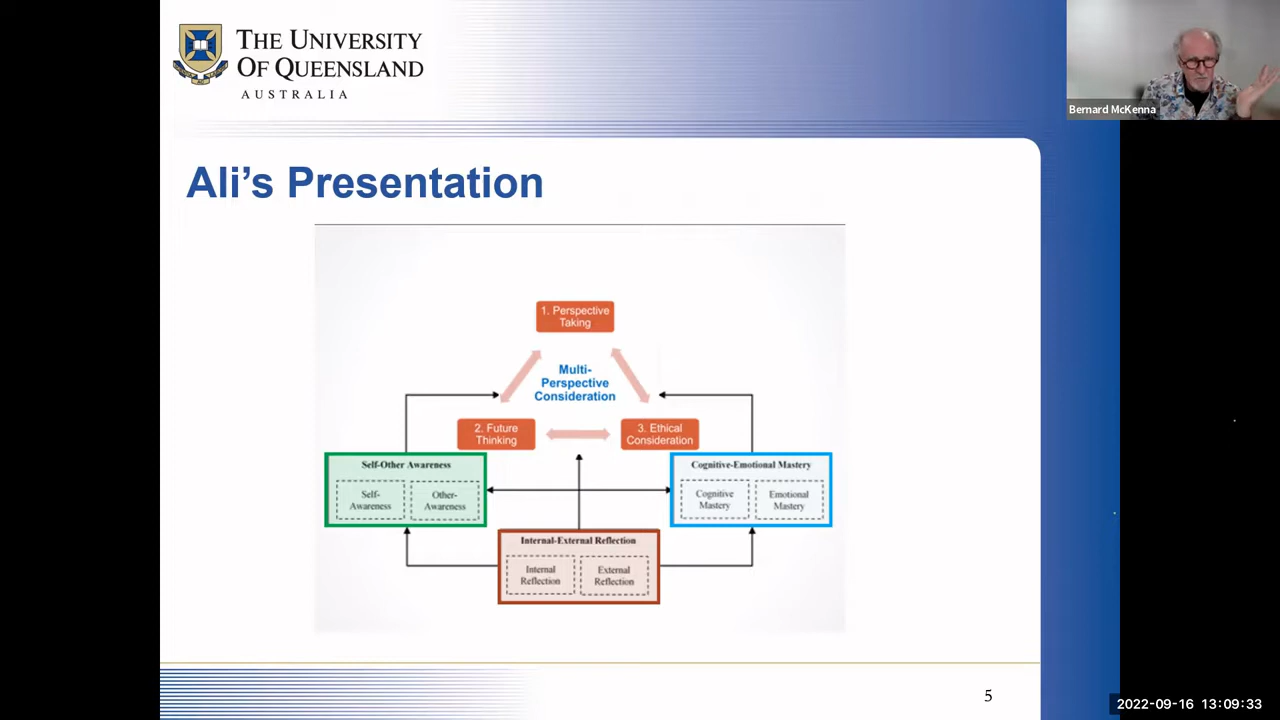 THE UNIVERSITY
OF QUEENSLAND
AUSTRALIA
Bernard McKenna
Ali's Presentation
1. Perspective
Taking
Multi-
Perspective
Consideration
2. Future
Thinking
3. Ethical
Consideration
Self-Other Awareness
Self-
Awareness
Other-
Awareness
Cognitive-Emotional Mastery
Cognitive
Mastery
Emotional
Mastery
Internal-External Reflection
Internal
Reflection
External
Reflection
5
2022-09-16 13:09:33